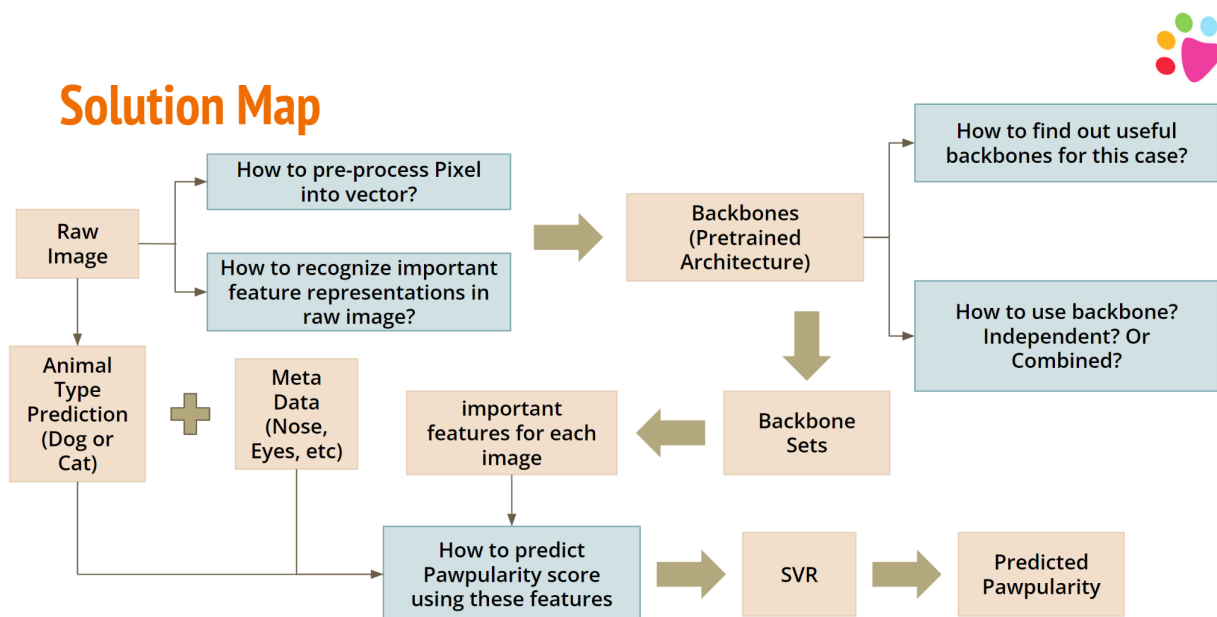 Solution Map
How to pre-process Pixel
into vector?
How to find out useful
backbones for this case?
Raw
Image
How to recognize important
feature representations in
raw image?
Backbones
(Pretrained
Architecture)
How to use backbone?
Independent? Or
Combined?
Animal
Type
Prediction
(Dog or
Cat)
Meta
Data
(Nose,
Eyes, etc)
important
features for each
image
Backbone
Sets
How to predict
Pawpularity score
using these features
SVR
Predicted
Pawpularity